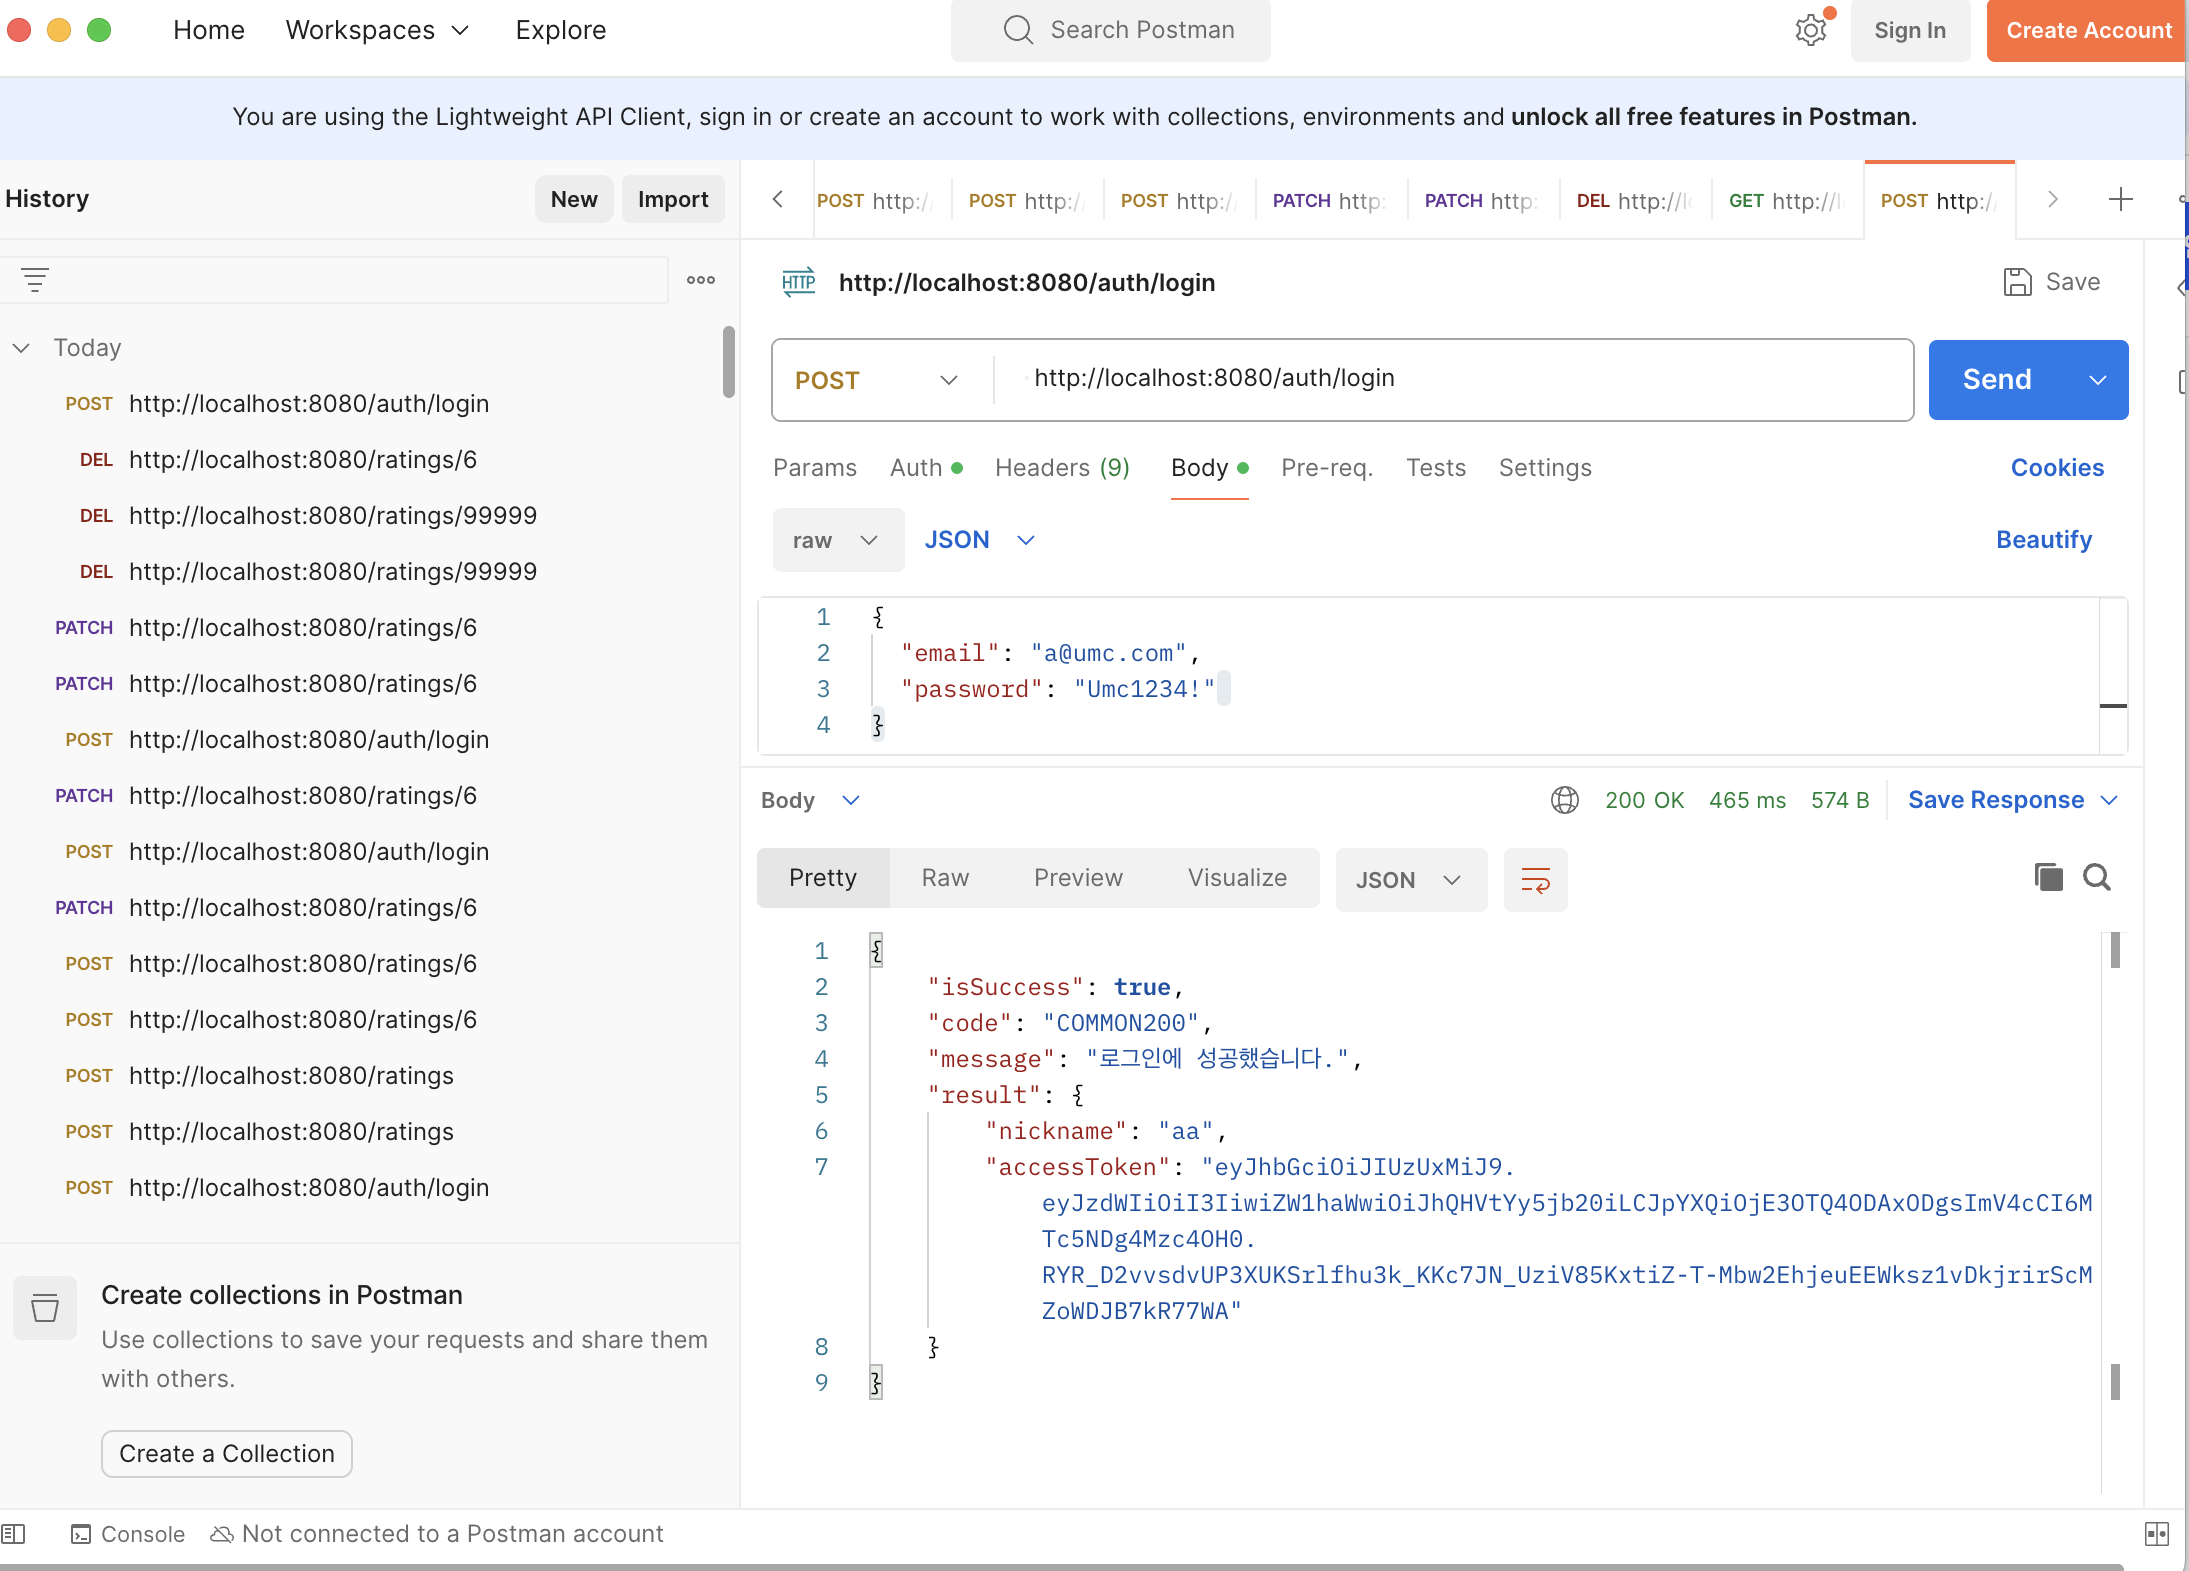 Home Workspaces Explore Search Postman Sign In Create Account
You are using the Lightweight API Client, sign in or create an account to work with collections, environments and unlock all free features in Postman.
History New Import
Today
POST http://localhost:8080/auth/login
DEL http://localhost:8080/ratings/6
DEL http://localhost:8080/ratings/99999
DEL http://localhost:8080/ratings/99999
PATCH http://localhost:8080/ratings/6
PATCH http://localhost:8080/ratings/6
POST http://localhost:8080/auth/login
PATCH http://localhost:8080/ratings/6
POST http://localhost:8080/auth/login
PATCH http://localhost:8080/ratings/6
POST http://localhost:8080/ratings/6
POST http://localhost:8080/ratings/6
POST http://localhost:8080/ratings
POST http://localhost:8080/ratings
POST http://localhost:8080/auth/login
Create collections in Postman
Use collections to save your requests and share them
with others.
Create a Collection
POST http:/ POST http:/ POST http:/ PATCH http: PATCH http: DEL http://l GET http://l POST http:/
HTTP http://localhost:8080/auth/login Save
POST http://localhost:8080/auth/login Send
Params Auth Headers (9) Body Pre-req. Tests Settings Cookies
raw JSON Beautify
1 {
2 "email": "a@umc.com",
3 "password": "Umc1234!"
4 }
Body 200 OK 465 ms 574 B Save Response
Pretty Raw Preview Visualize JSON
1 {
2 "isSuccess": true,
3 "code": "COMMON200",
4 "message": "로그인에 성공했습니다.",
5 "result": {
6 "nickname": "aa",
7 "accessToken": "eyJhbGciOiJIUzUxMiJ9.
eyJzdWIiOiI3IiwiZW1haWwiOiJhQHVtYy5jb20iLCJpYXQiOjE3OTQ4ODAxODgsImV4cCI6M
Tc5NDg4Mzc4OH0.
RYR_D2vvsdvUP3XUKSrlfhu3k_KKc7JN_UziV85KxtiZ-T-Mbw2EhjeuEEWksz1vDkjrirScM
ZoWDJB7kR77WA"
8 }
9 }
Console Not connected to a Postman account